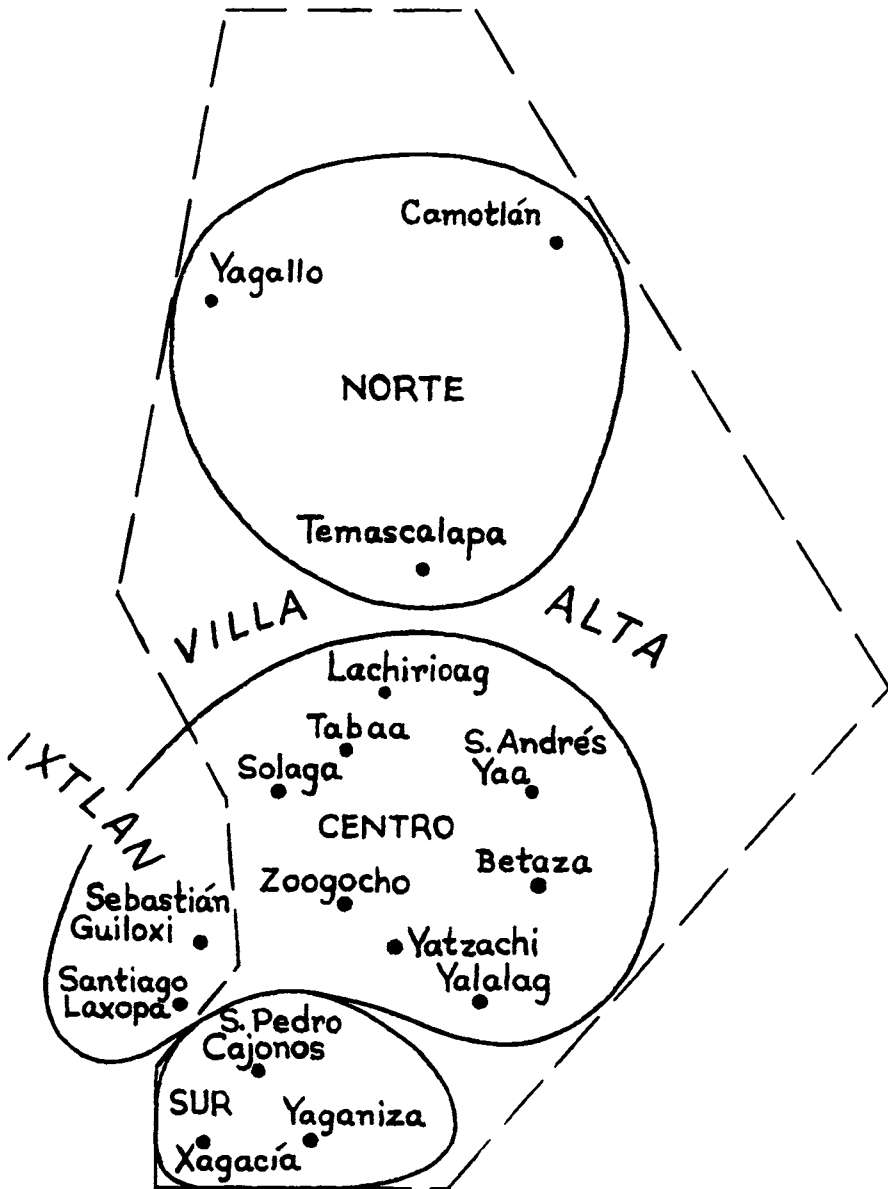 Camotlán
Yagallo
NORTE
Temascalapa
VILLA ALTA
Lachirioag
Tabaa
S. Andrés
Yaa
Solaga
IXTLAN
CENTRO
Betaza
Zoogocho
Sebastián
Guiloxi
Yatzachi
Yalalag
Santiago
Laxopa
S. Pedro
Cajonos
SUR
Yaganiza
Xagacía